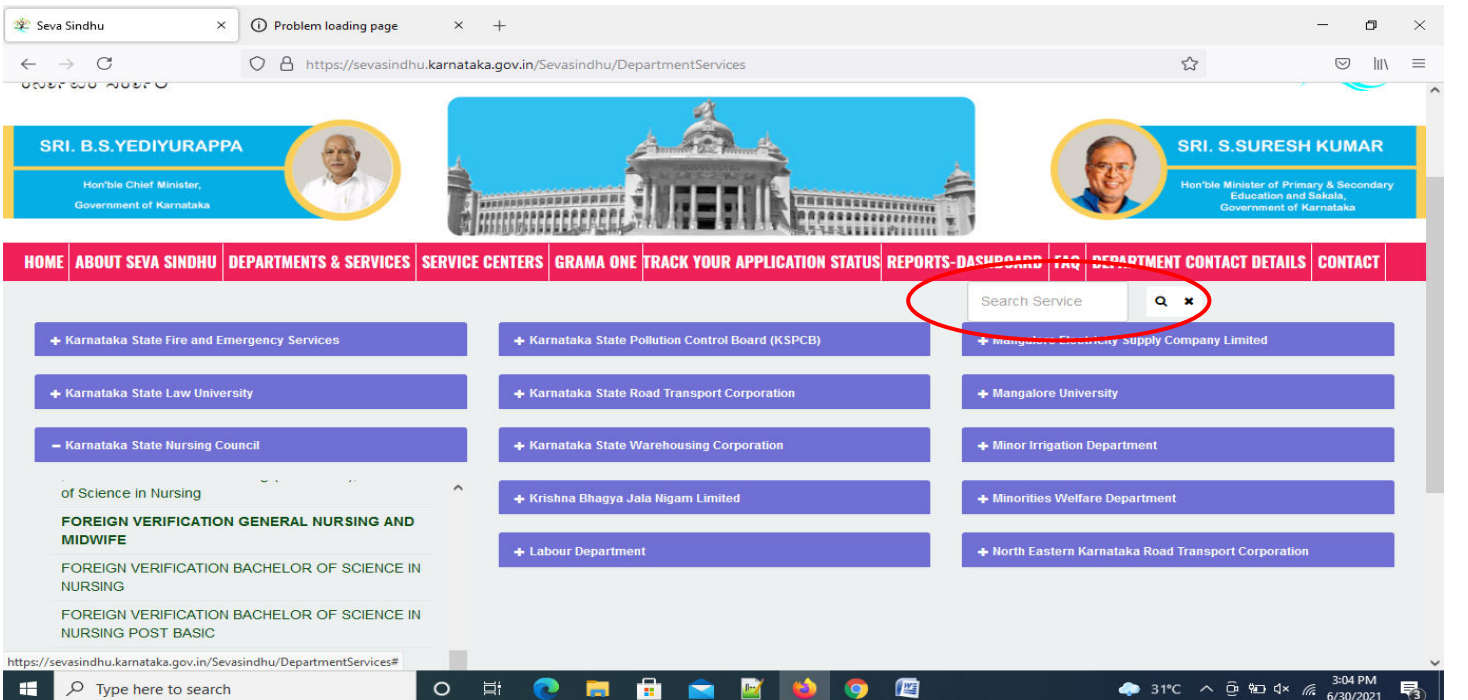 Seva Sindhu
Problem loading page
https://sevasindhu.karnataka.gov.in/Sevasindhu/DepartmentServices
SRI. B.S.YEDIYURAPPA
Hon'ble Chief Minister,
Government of Karnataka
SRI. S.SURESH KUMAR
Hon'ble Minister of Primary & Secondary
Education and Sakala,
Government of Karnataka
HOME ABOUT SEVA SINDHU DEPARTMENTS & SERVICES SERVICE CENTERS GRAMA ONE TRACK YOUR APPLICATION STATUS REPORTS-DASHBOARD FAQ DEPARTMENT CONTACT DETAILS CONTACT
Search Service
+ Karnataka State Fire and Emergency Services
+ Karnataka State Pollution Control Board (KSPCB)
+ Mangalore Electricity Supply Company Limited
+ Karnataka State Law University
+ Karnataka State Road Transport Corporation
+ Mangalore University
− Karnataka State Nursing Council
+ Karnataka State Warehousing Corporation
+ Minor Irrigation Department
of Science in Nursing
FOREIGN VERIFICATION GENERAL NURSING AND
MIDWIFE
FOREIGN VERIFICATION BACHELOR OF SCIENCE IN
NURSING
FOREIGN VERIFICATION BACHELOR OF SCIENCE IN
NURSING POST BASIC
+ Krishna Bhagya Jala Nigam Limited
+ Minorities Welfare Department
+ Labour Department
+ North Eastern Karnataka Road Transport Corporation
https://sevasindhu.karnataka.gov.in/Sevasindhu/DepartmentServices#
Type here to search
31°C
3:04 PM
6/30/2021
3